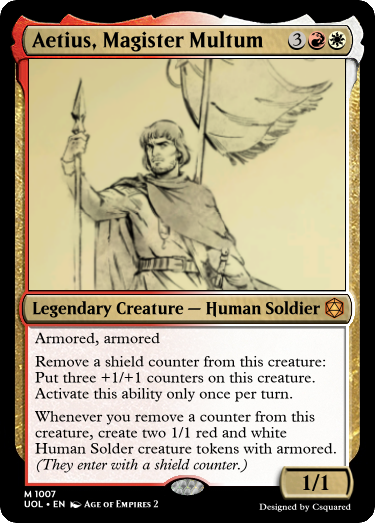 Aetius, Magister Multum 3
Legendary Creature — Human Soldier
Armored, armored
Remove a shield counter from this creature:
Put three +1/+1 counters on this creature.
Activate this ability only once per turn.
Whenever you remove a counter from this
creature, create two 1/1 red and white
Human Solder creature tokens with armored.
(They enter with a shield counter.)
1/1
M 1007
UOL • EN Age of Empires 2
Designed by Csquared